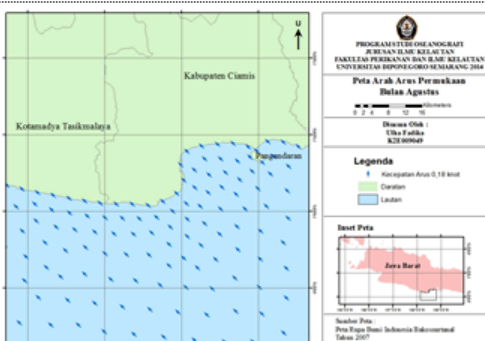 U
Kabupaten Ciamis
Kotamadya Tasikmalaya
Pangandaran
PROGRAM STUDI OSEANOGRAFI
JURUSAN ILMU KELAUTAN
FAKULTAS PERIKANAN DAN ILMU KELAUTAN
UNIVERSITAS DIPONEGORO SEMARANG 2014
Peta Arah Arus Permukaan
Bulan Agustus
0 2 4 8 12 16
Kilometers
Disusun Oleh :
Ulha Fadika
K2E009049
Legenda
Kecepatan Arus 0,18 knot
Daratan
Lautan
Inset Peta
Jawa Barat
Sumber Peta :
Peta Rupa Bumi Indonesia Bakosurtanal
Tahun 2007